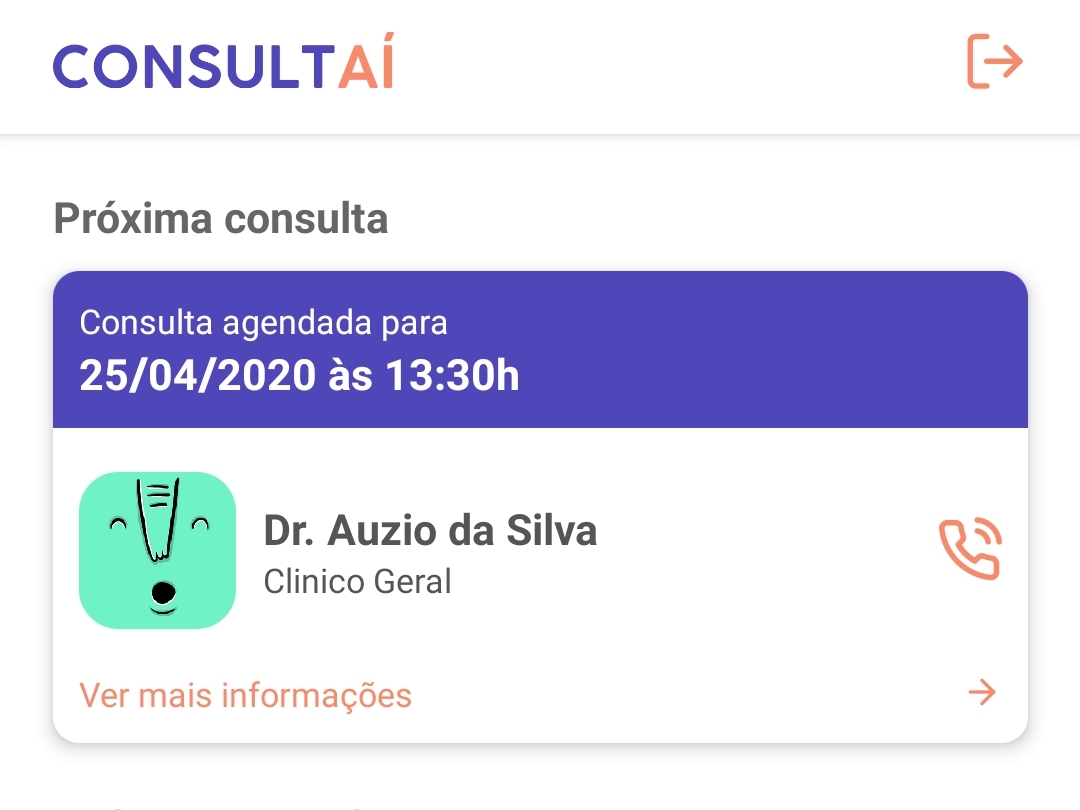 CONSULTAÍ
Próxima consulta
Consulta agendada para
25/04/2020 às 13:30h
Dr. Auzio da Silva
Clinico Geral
Ver mais informações